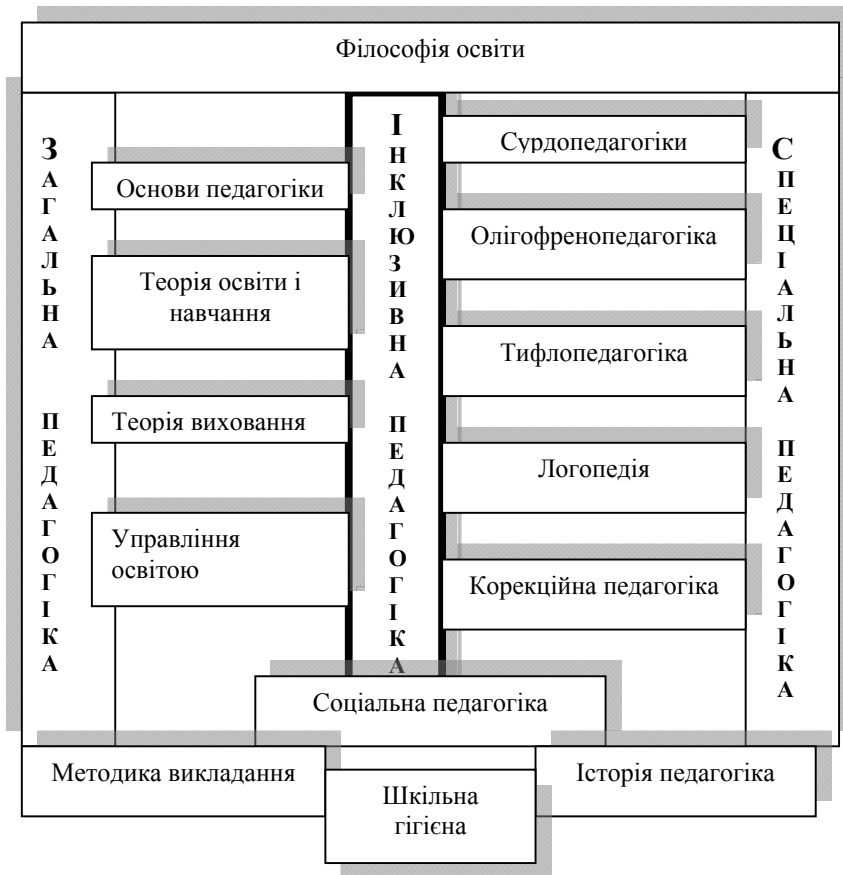 Філософія освіти
ЗАГАЛЬНА ПЕДАГОГІКА
Основи педагогіки
Теорія освіти і
навчання
Теорія виховання
Управління
освітою
ІНКЛЮЗИВНА ПЕДАГОГІКА
Сурдопедагогіки
Олігофренопедагогіка
Тифлопедагогіка
Логопедія
Корекційна педагогіка
СПЕЦІАЛЬНА ПЕДАГОГІКА
Соціальна педагогіка
Методика викладання
Історія педагогіка
Шкільна
гігієна